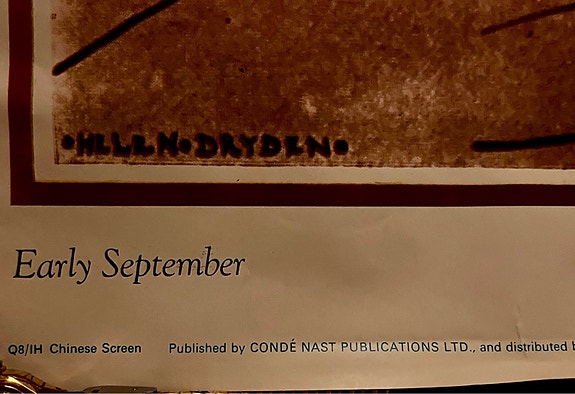 •HELEN•DRYDEN•
Early September
Q8/IH Chinese Screen Published by CONDÉ NAST PUBLICATIONS LTD., and distributed